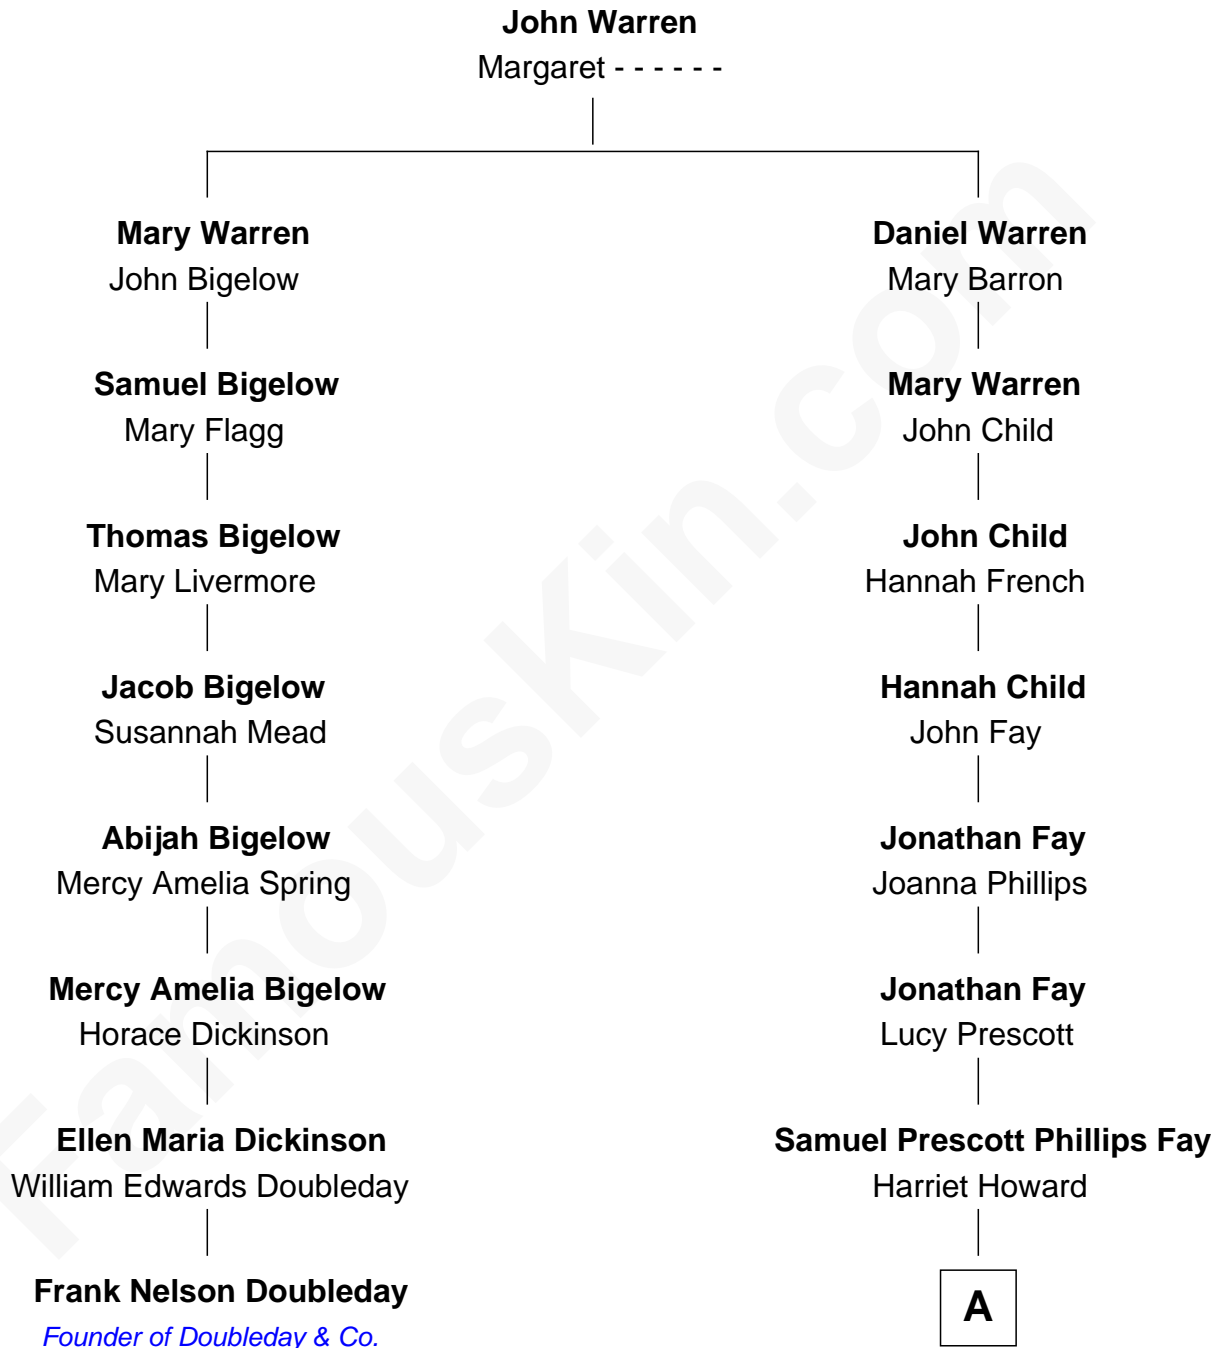 John Warren
Margaret - - - - - -
Mary Warren
John Bigelow
Daniel Warren
Mary Barron
Samuel Bigelow
Mary Flagg
Mary Warren
John Child
Thomas Bigelow
Mary Livermore
John Child
Hannah French
Jacob Bigelow
Susannah Mead
Hannah Child
John Fay
Abijah Bigelow
Mercy Amelia Spring
Jonathan Fay
Joanna Phillips
Mercy Amelia Bigelow
Horace Dickinson
Jonathan Fay
Lucy Prescott
Ellen Maria Dickinson
William Edwards Doubleday
Samuel Prescott Phillips Fay
Harriet Howard
Frank Nelson Doubleday
Founder of Doubleday & Co.
A
FamousKin.com